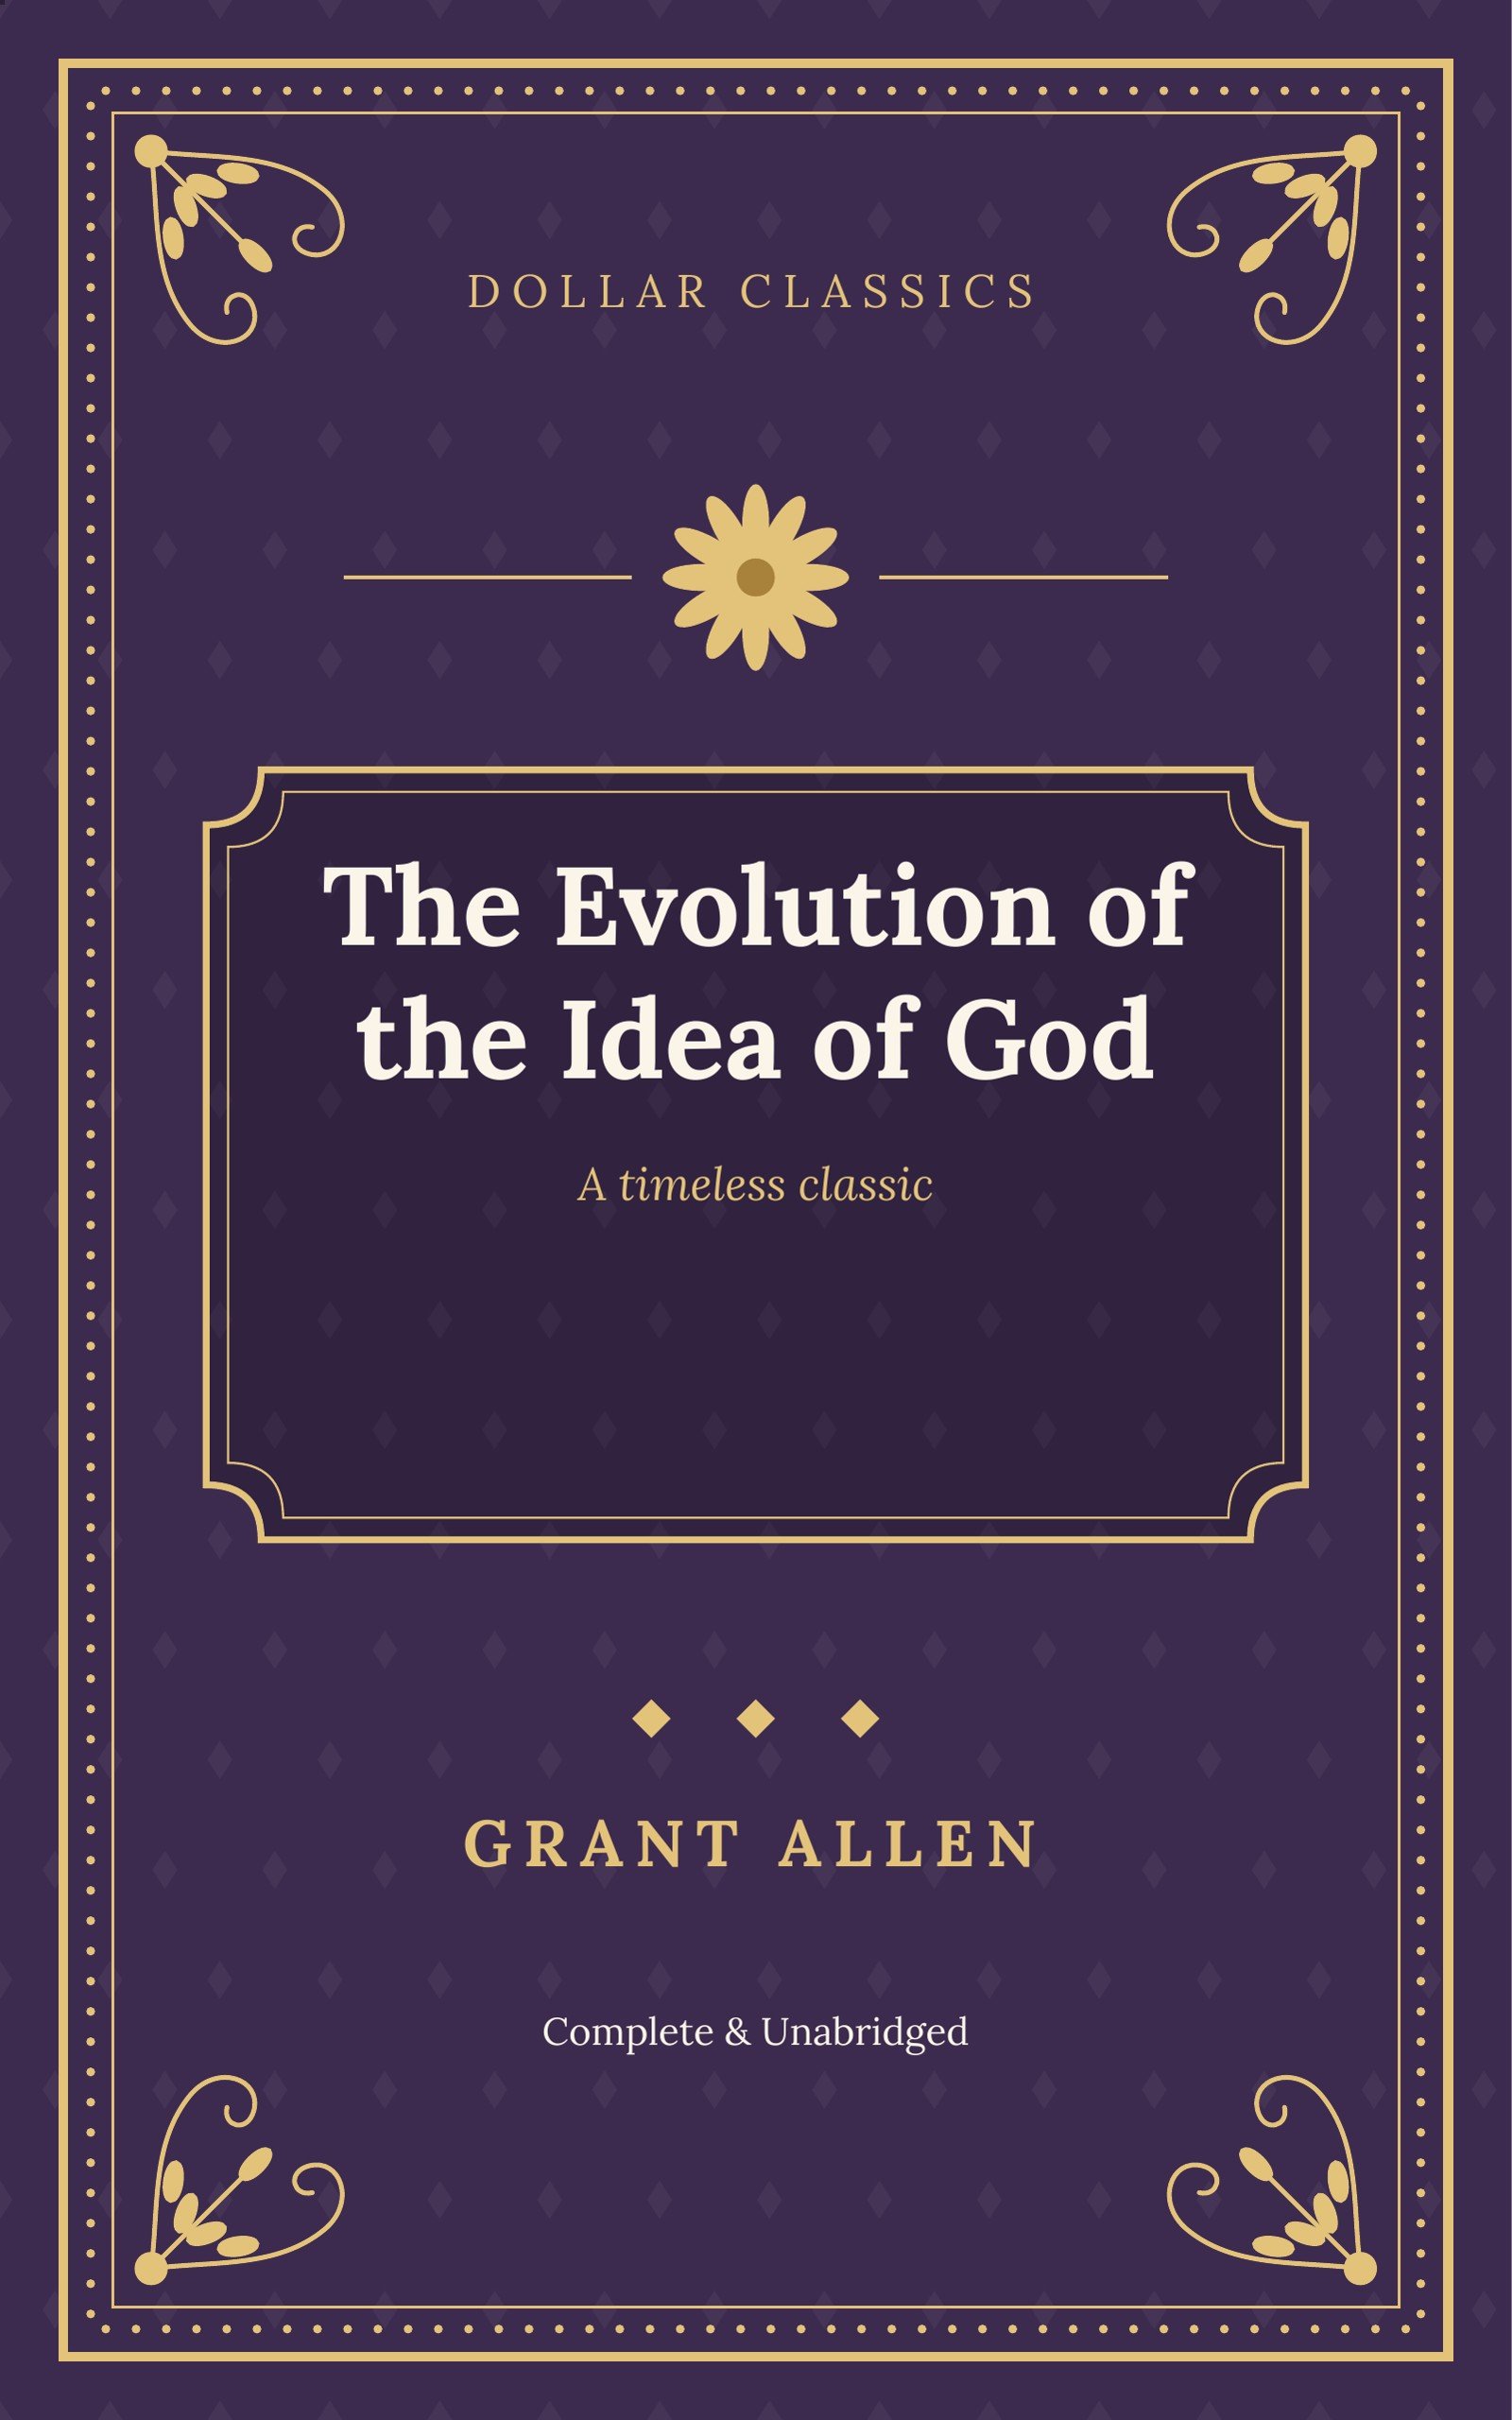 DOLLAR CLASSICS
The Evolution of
the Idea of God
A timeless classic
GRANT ALLEN
Complete & Unabridged